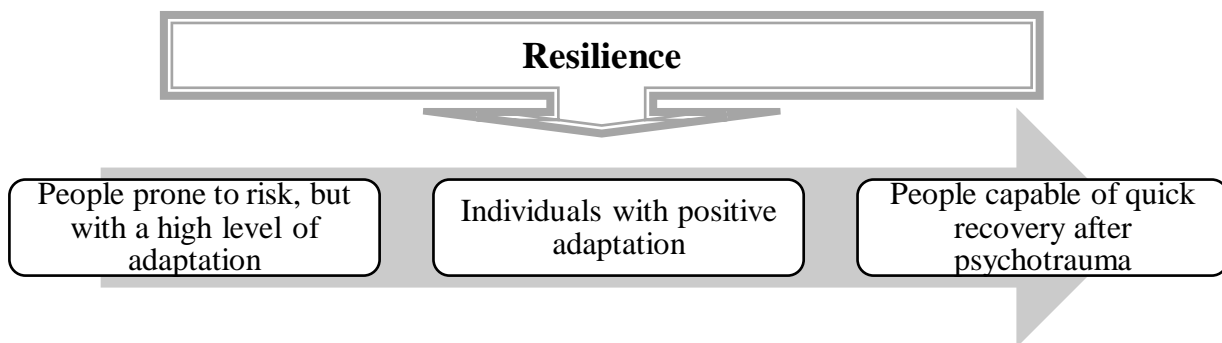 Resilience
People prone to risk, but
with a high level of
adaptation
Individuals with positive
adaptation
People capable of quick
recovery after
psychotrauma